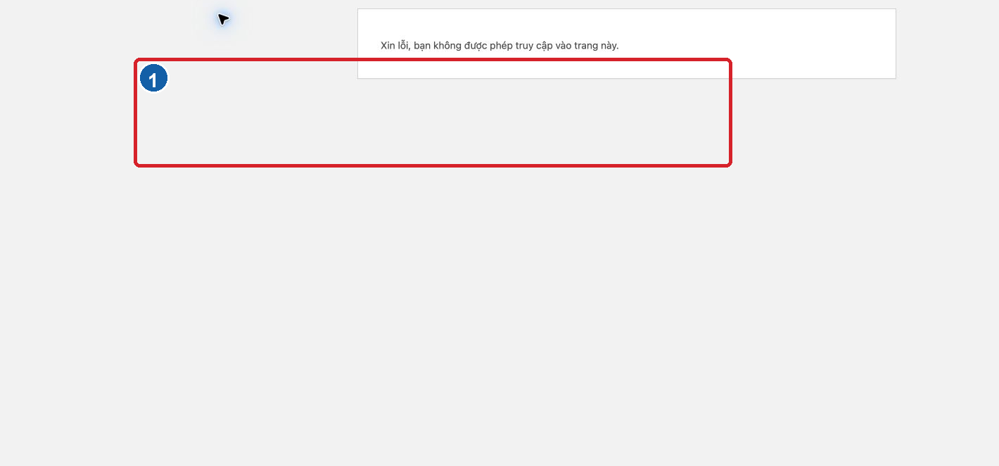 Xin lỗi, bạn không được phép truy cập vào trang này.
1